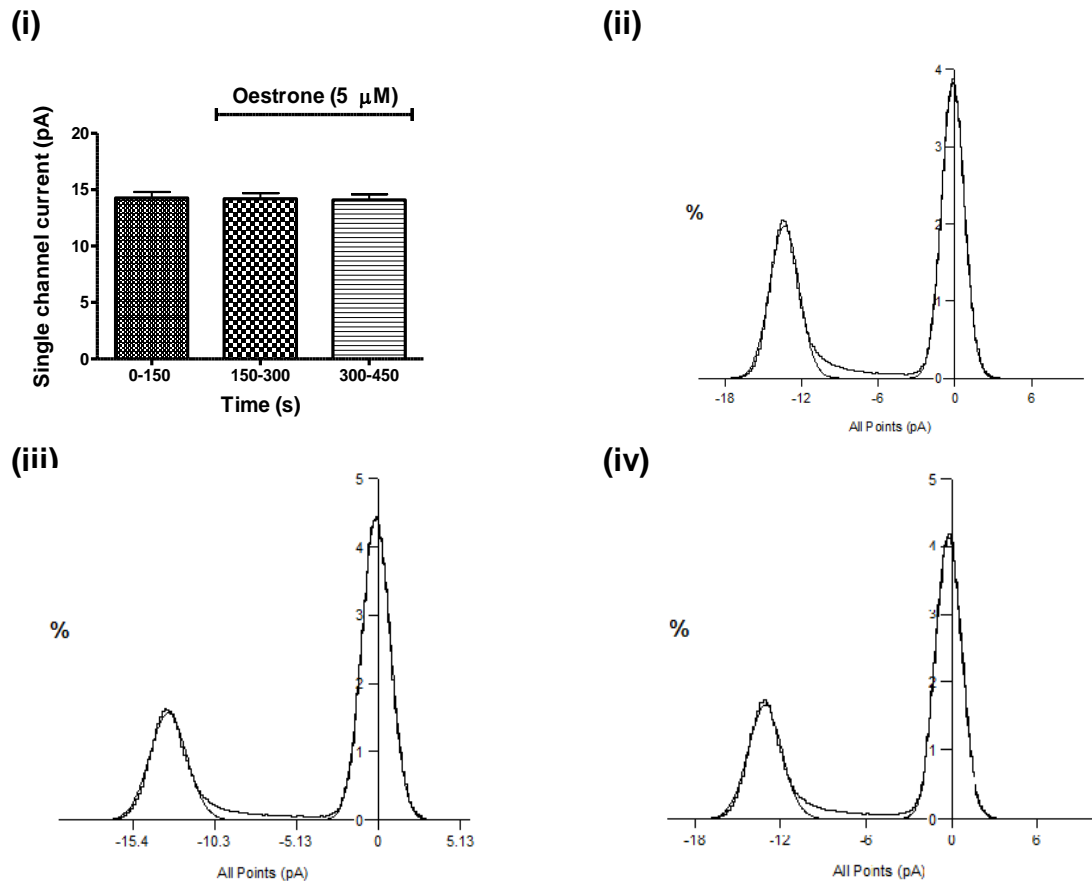 (i)
Oestrone (5 μM)
Single channel current (pA)
20
15
10
5
0
0-150 150-300 300-450
Time (s)
(ii)
4
3
2
1
0
%
-18 -12 -6 0 6
All Points (pA)
(iii)
5
4
3
2
1
0
%
-15.4 -10.3 -5.13 0 5.13
All Points (pA)
(iv)
5
4
3
2
1
0
%
-18 -12 -6 0 6
All Points (pA)